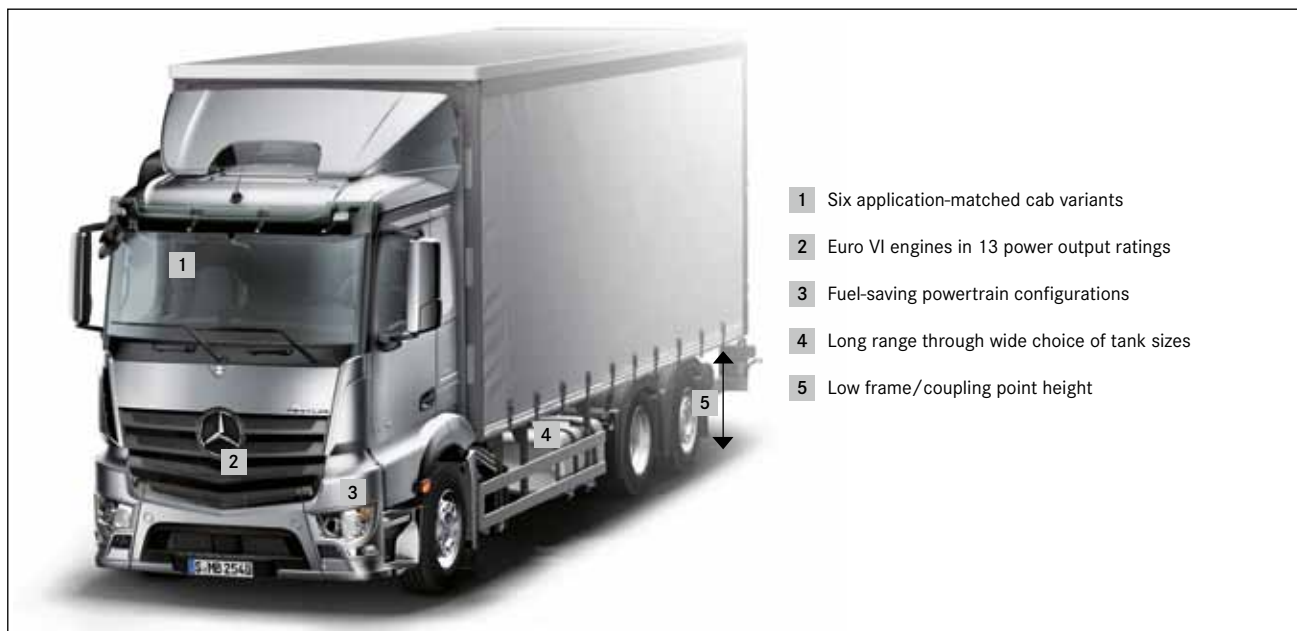 1 Six application-matched cab variants
2 Euro VI engines in 13 power output ratings
3 Fuel-saving powertrain configurations
4 Long range through wide choice of tank sizes
5 Low frame/coupling point height
1
5
4
2
3
S·MB 2540